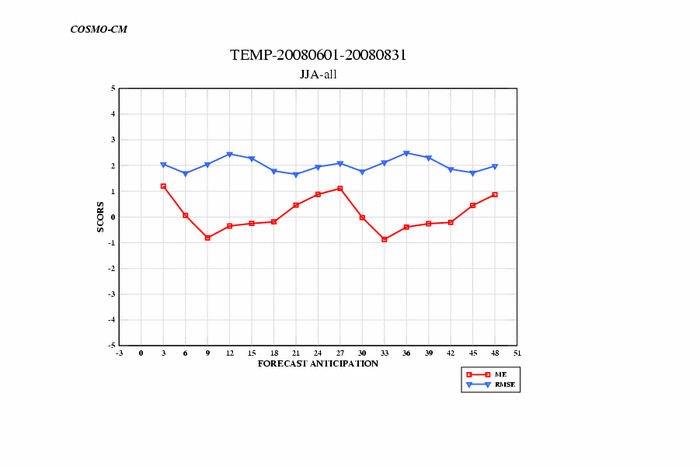 COSMO-CM
TEMP-20080601-20080831
JJA-all
5
4
3
2
1
0
-1
-2
-3
-4
-5
SCORS
-3 0 3 6 9 12 15 18 21 24 27 30 33 36 39 42 45 48 51
FORECAST ANTICIPATION
ME
RMSE